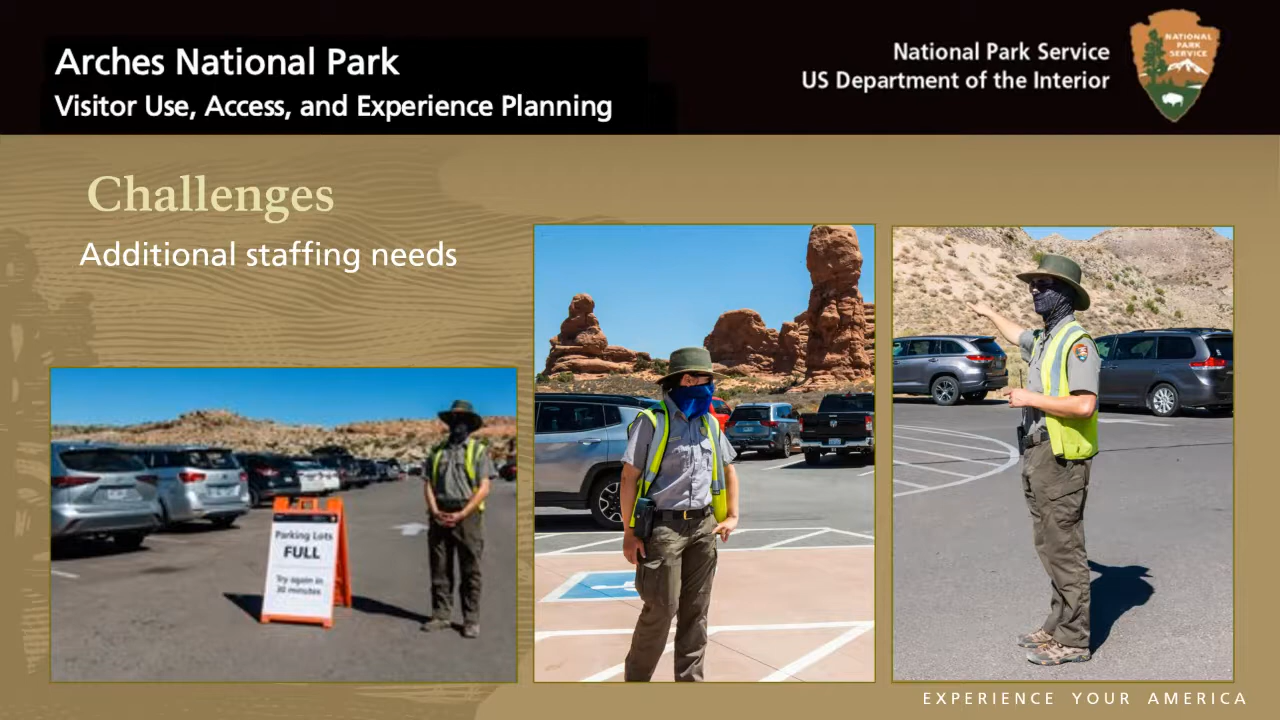 Arches National Park
Visitor Use, Access, and Experience Planning
National Park Service
US Department of the Interior
NATIONAL
PARK
SERVICE
Challenges
Additional staffing needs
Parking Lots
FULL
Try again in
30 minutes
EXPERIENCE YOUR AMERICA